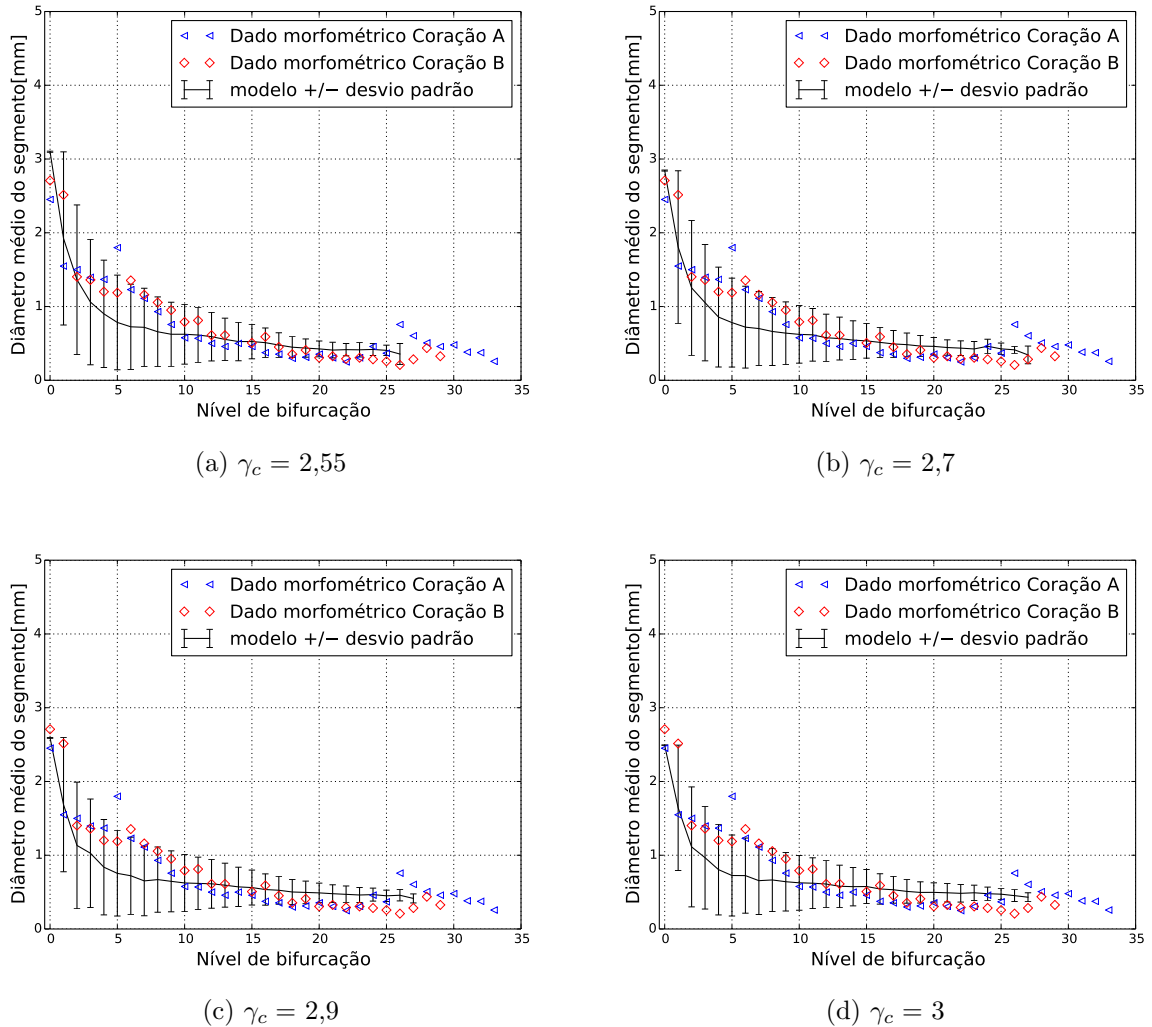 5
4
3
2
1
0
Diâmetro médio do segmento[mm]
Dado morfométrico Coração A
Dado morfométrico Coração B
modelo +/− desvio padrão
0 5 10 15 20 25 30 35
Nível de bifurcação
(a) γc = 2,55
5
4
3
2
1
0
Diâmetro médio do segmento[mm]
Dado morfométrico Coração A
Dado morfométrico Coração B
modelo +/− desvio padrão
0 5 10 15 20 25 30 35
Nível de bifurcação
(b) γc = 2,7
5
4
3
2
1
0
Diâmetro médio do segmento[mm]
Dado morfométrico Coração A
Dado morfométrico Coração B
modelo +/− desvio padrão
0 5 10 15 20 25 30 35
Nível de bifurcação
(c) γc = 2,9
5
4
3
2
1
0
Diâmetro médio do segmento[mm]
Dado morfométrico Coração A
Dado morfométrico Coração B
modelo +/− desvio padrão
0 5 10 15 20 25 30 35
Nível de bifurcação
(d) γc = 3